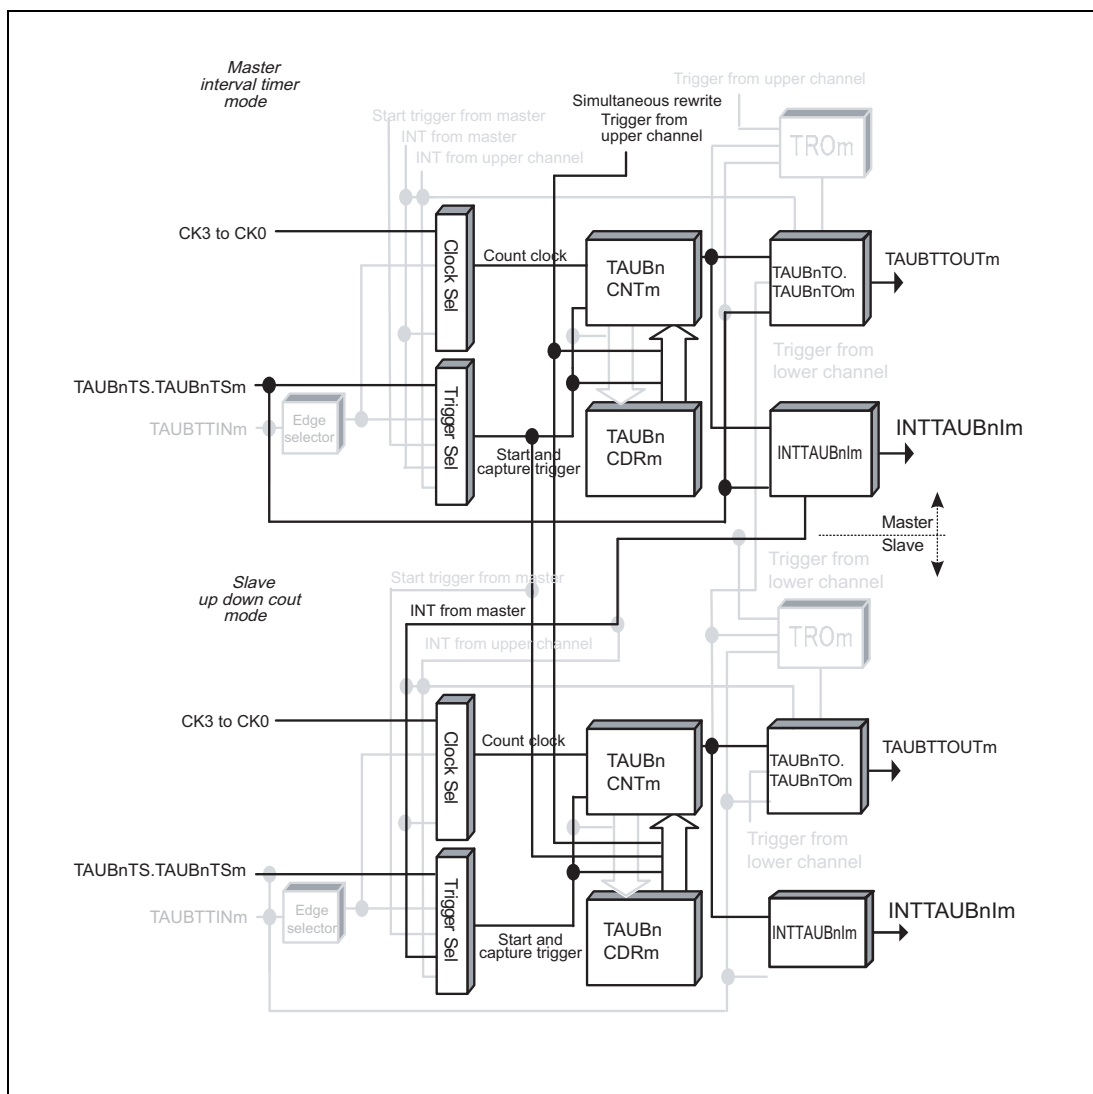 Master
interval timer
mode
Trigger from upper channel
Simultaneous rewrite
Trigger from
upper channel
Start trigger from master
INT from master
INT from upper channel
TROm
CK3 to CK0
Clock Sel
Count clock
TAUBn
CNTm
TAUBnTO.
TAUBnTOm
TAUBTTOUTm
Trigger from
lower channel
TAUBnTS.TAUBnTSm
TAUBTTINm
Edge
selector
Trigger Sel
Start and
capture trigger
TAUBn
CDRm
INTTAUBnIm
INTTAUBnIm
Master
Slave
Slave
up down cout
mode
Start trigger from master
INT from master
INT from upper channel
Trigger from
lower channel
TROm
CK3 to CK0
Clock Sel
Count clock
TAUBn
CNTm
TAUBnTO.
TAUBnTOm
TAUBTTOUTm
Trigger from
lower channel
TAUBnTS.TAUBnTSm
TAUBTTINm
Edge
selector
Trigger Sel
Start and
capture trigger
TAUBn
CDRm
INTTAUBnIm
INTTAUBnIm